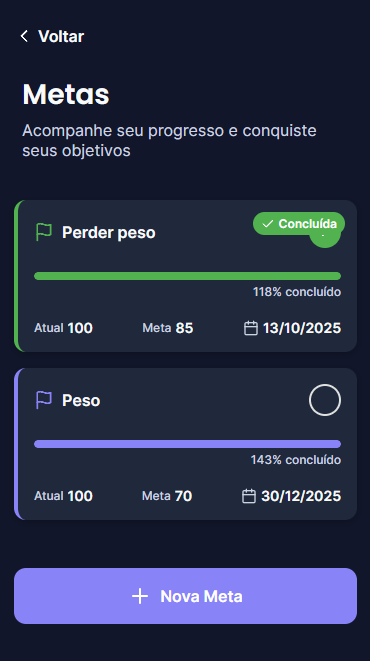 Voltar
Metas
Acompanhe seu progresso e conquiste
seus objetivos
Perder peso
Concluída
118% concluído
Atual 100 Meta 85 13/10/2025
Peso
143% concluído
Atual 100 Meta 70 30/12/2025
Nova Meta